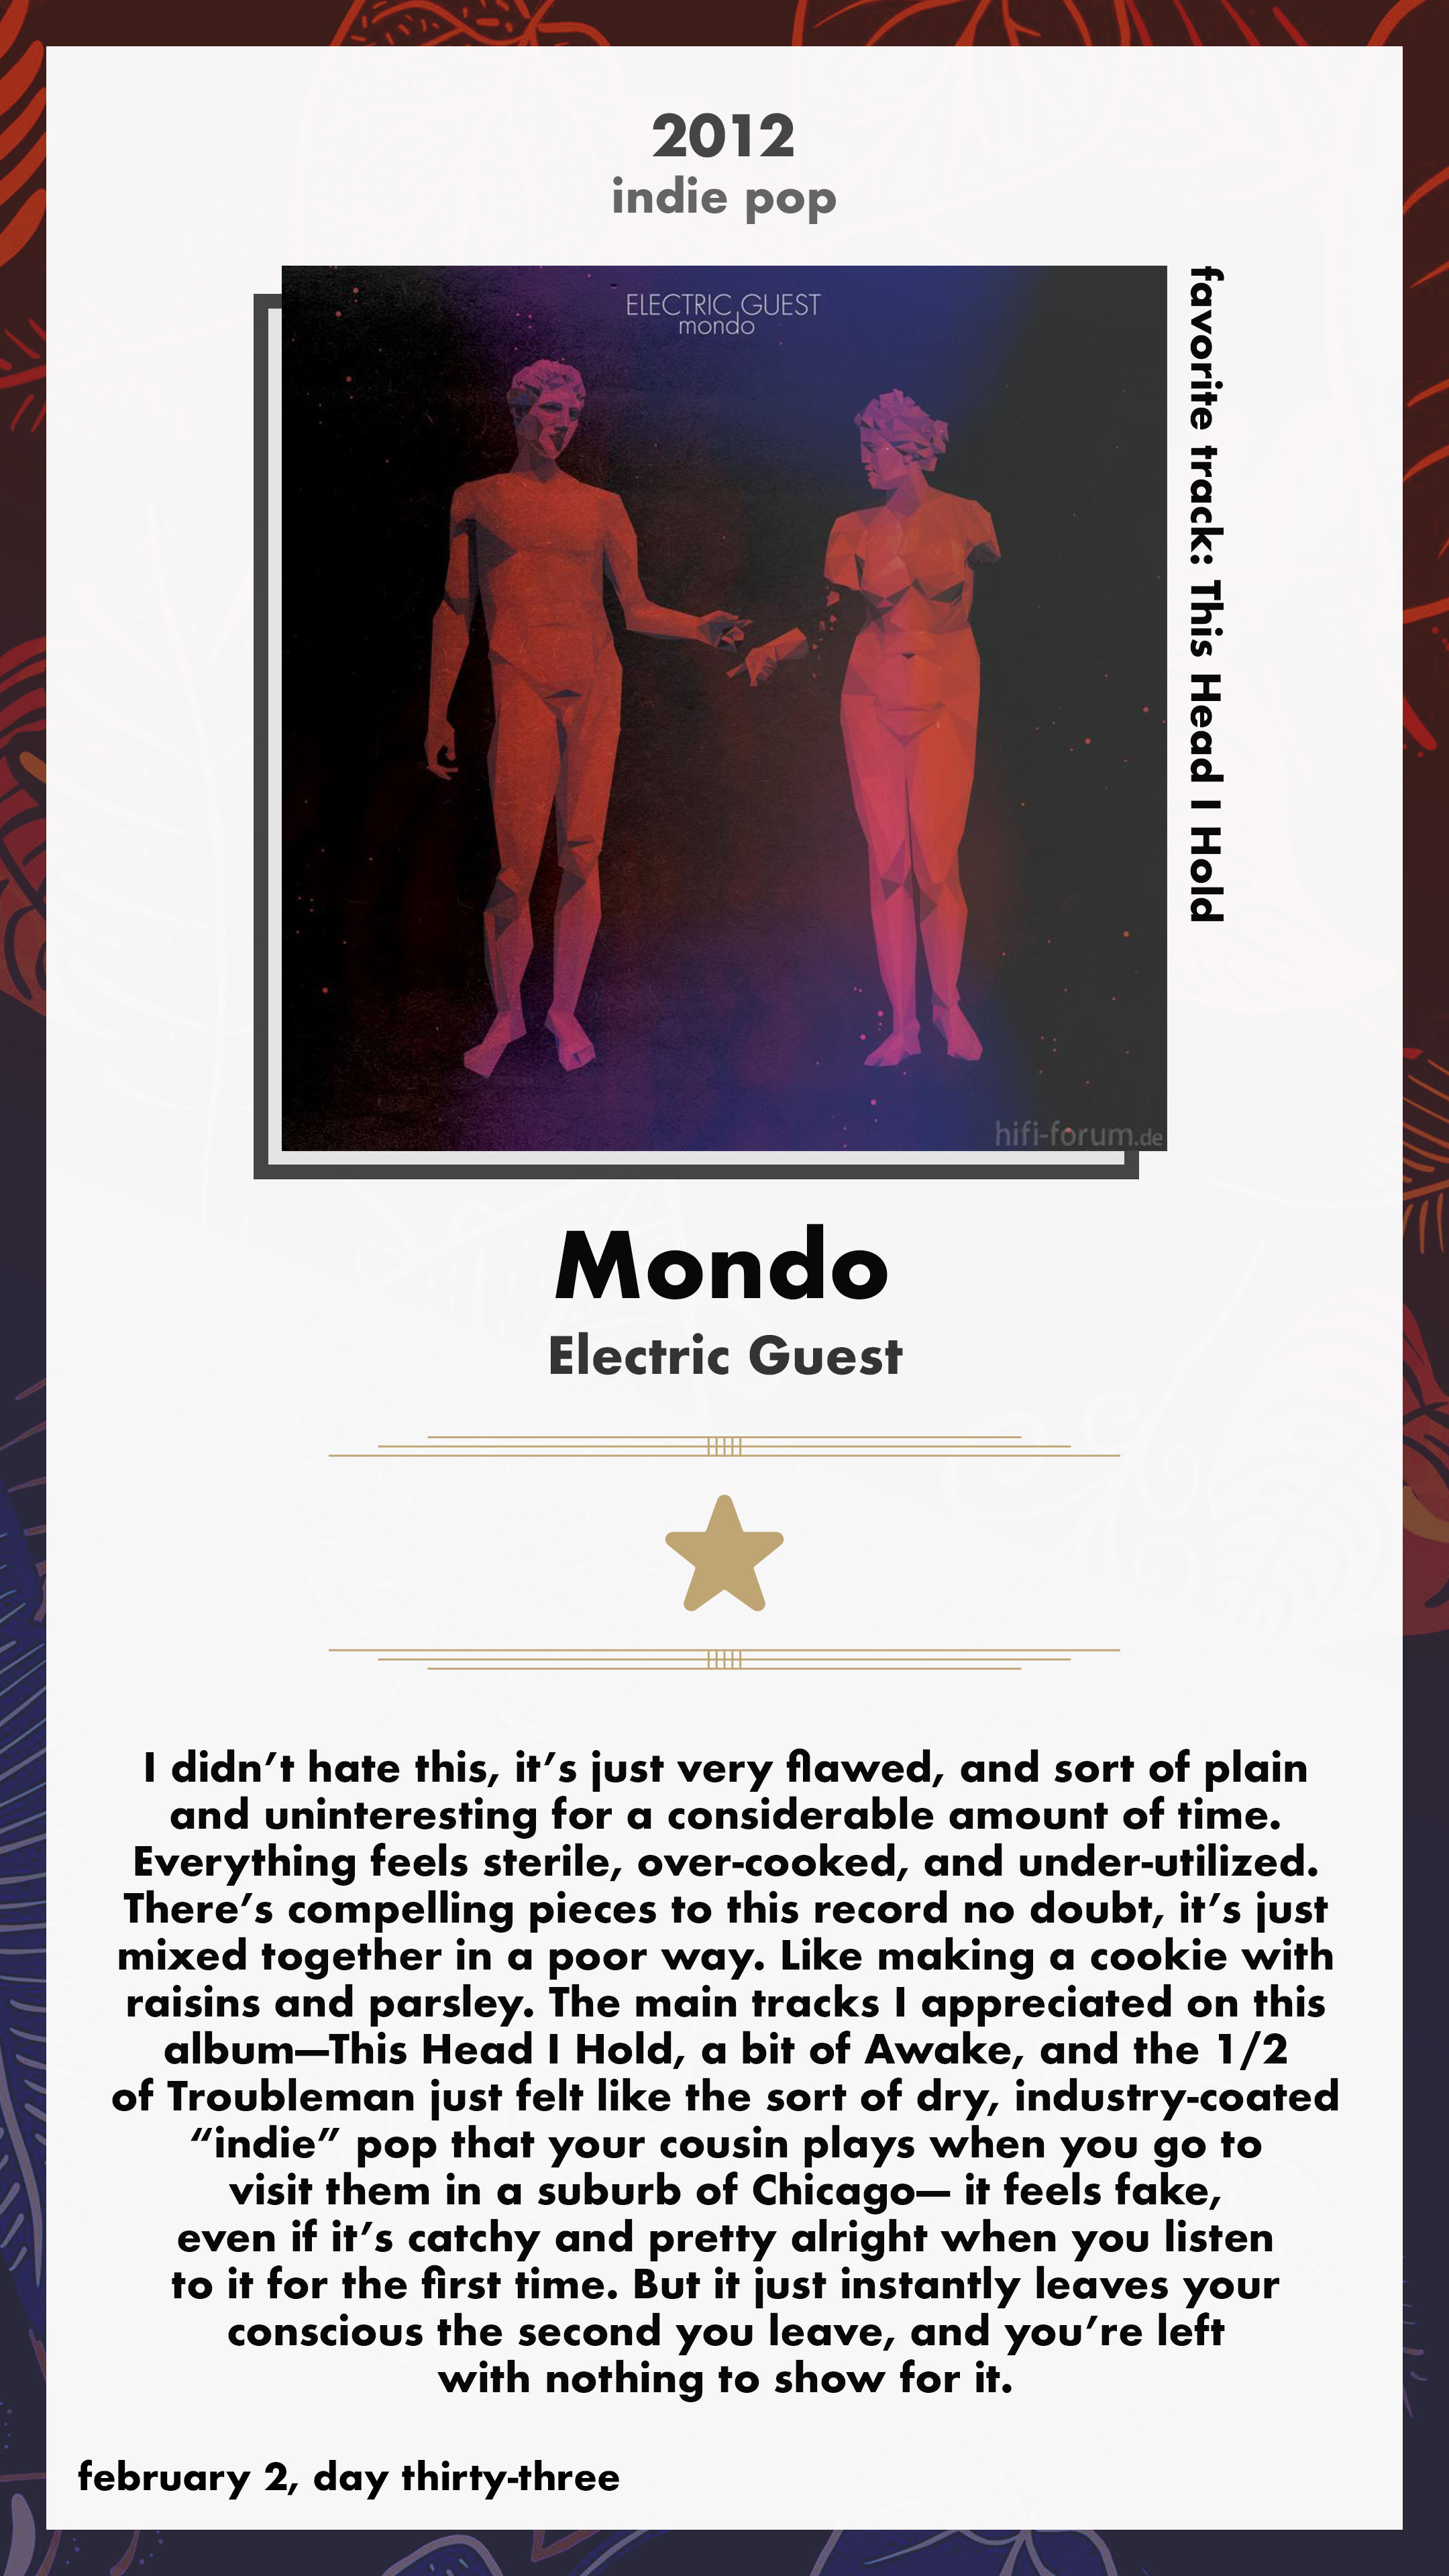 2012
indie pop
ELECTRIC GUEST
mondo
favorite track: This Head I Hold
hifi-forum.de
Mondo
Electric Guest
I didn’t hate this, it’s just very flawed, and sort of plain
and uninteresting for a considerable amount of time.
Everything feels sterile, over-cooked, and under-utilized.
There’s compelling pieces to this record no doubt, it’s just
mixed together in a poor way. Like making a cookie with
raisins and parsley. The main tracks I appreciated on this
album—This Head I Hold, a bit of Awake, and the 1/2
of Troubleman just felt like the sort of dry, industry-coated
“indie” pop that your cousin plays when you go to
visit them in a suburb of Chicago— it feels fake,
even if it’s catchy and pretty alright when you listen
to it for the first time. But it just instantly leaves your
conscious the second you leave, and you’re left
with nothing to show for it.
february 2, day thirty-three